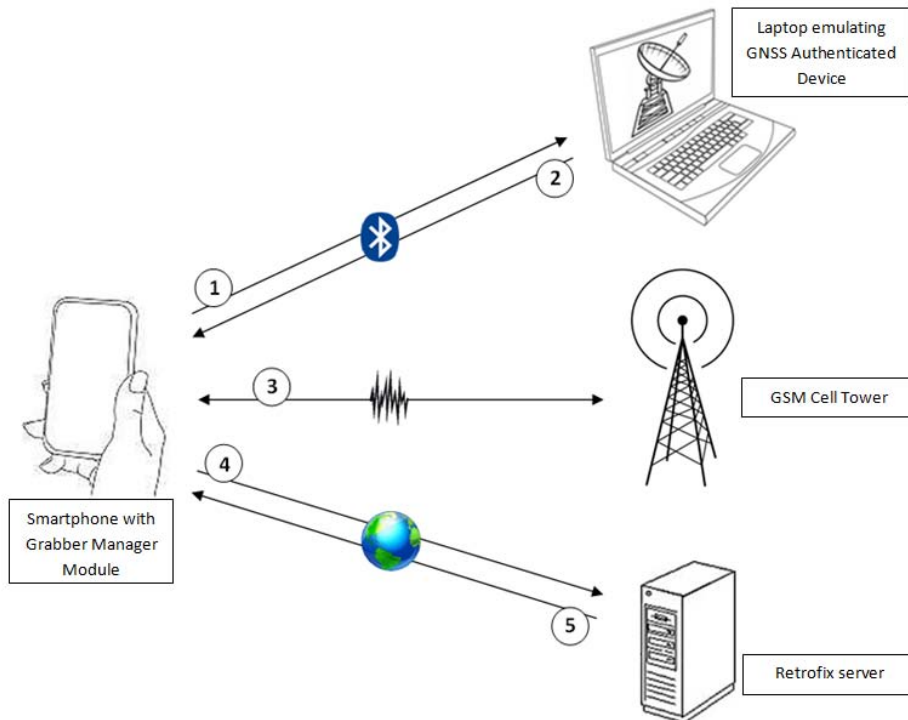 Laptop emulating
GNSS Authenticated
Device
2
1
3
GSM Cell Tower
4
Smartphone with
Grabber Manager
Module
5
Retrofix server